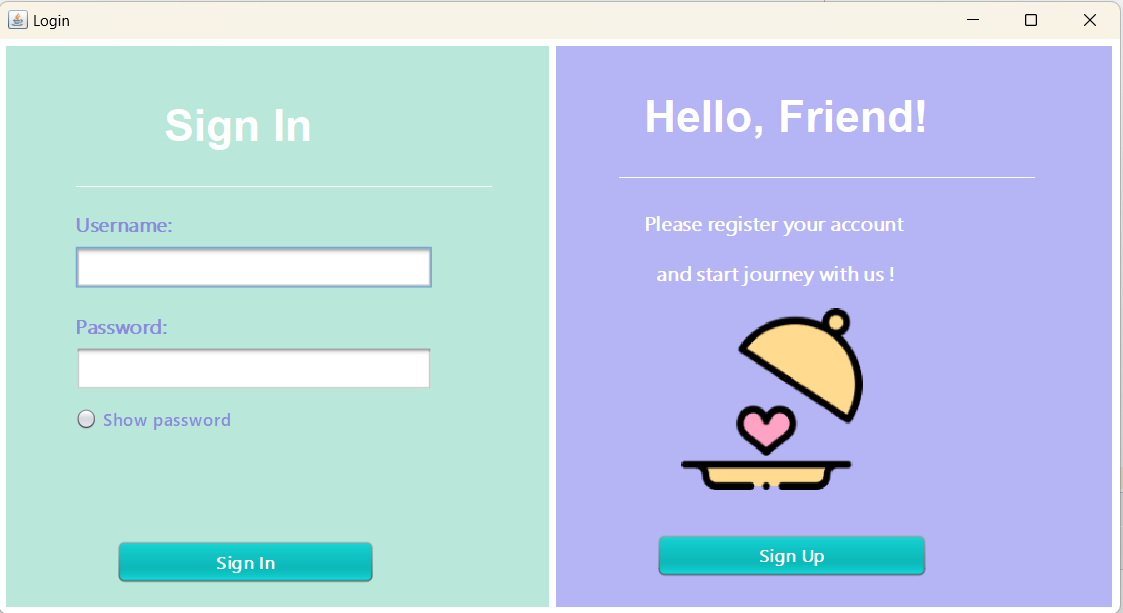 Login
Sign In
Username:
Password:
Show password
Sign In
Hello, Friend!
Please register your account
and start journey with us !
Sign Up